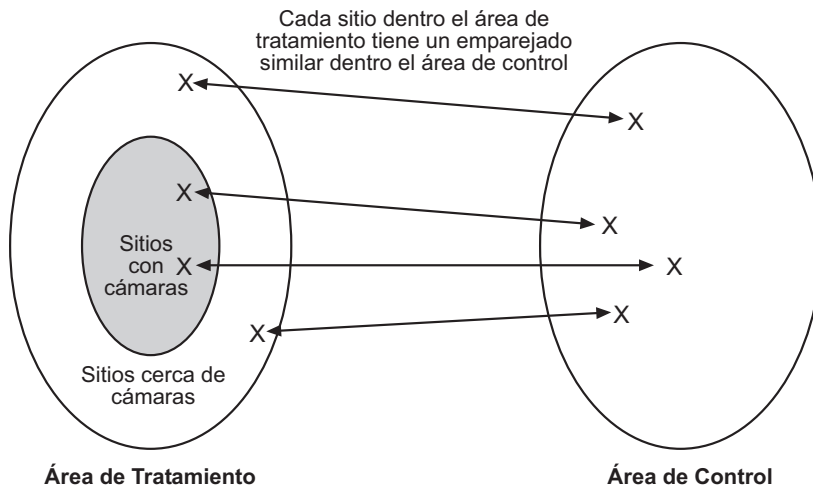 Cada sitio dentro el área de
tratamiento tiene un emparejado
similar dentro el área de control
X
X
X
X
Sitios
con
X
X
cámaras
X
X
Sitios cerca de
cámaras
Área de Tratamiento
Área de Control